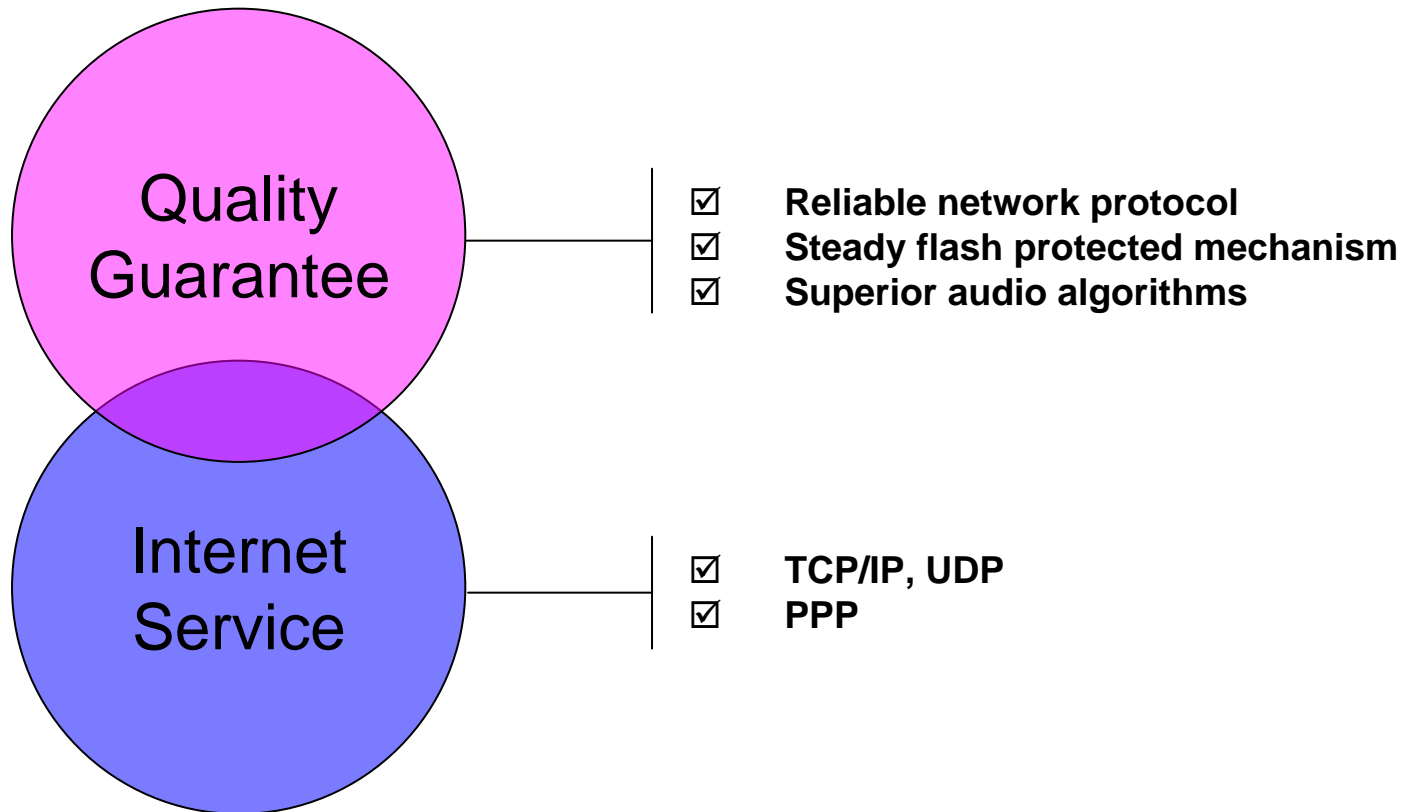 Quality
Guarantee
☑ Reliable network protocol
☑ Steady flash protected mechanism
☑ Superior audio algorithms
Internet
Service
☑ TCP/IP, UDP
☑ PPP